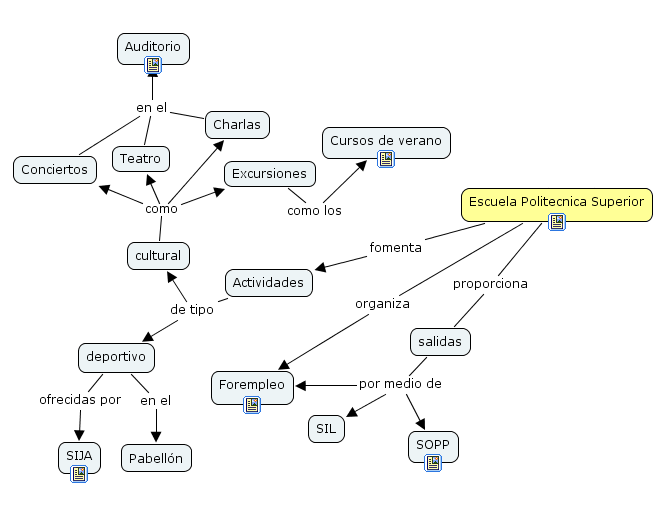 Auditorio
en el
Charlas
Cursos de verano
Teatro
Conciertos
Excursiones
Escuela Politecnica Superior
como
como los
fomenta
cultural
Actividades
proporciona
organiza
de tipo
salidas
deportivo
Forempleo
por medio de
ofrecidas por
en el
SIL
SOPP
SIJA
Pabellón